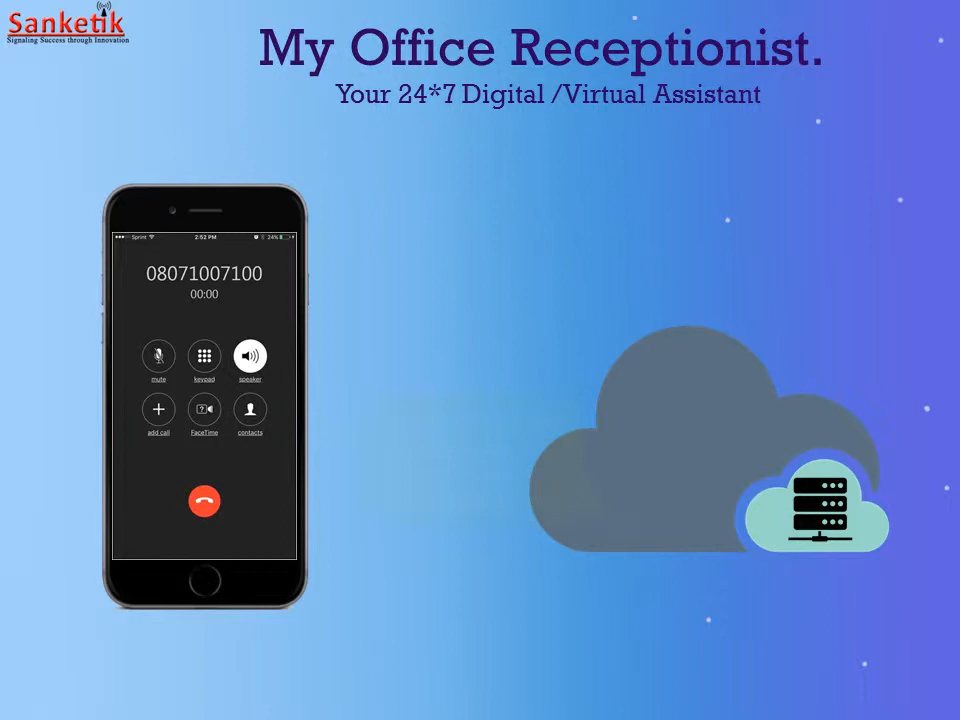 Sanketik
Signaling Success through Innovation
My Office Receptionist.
Your 24*7 Digital /Virtual Assistant
Sprint 2:52 PM 24%
08071007100
00:00
mute keypad speaker
add call FaceTime contacts